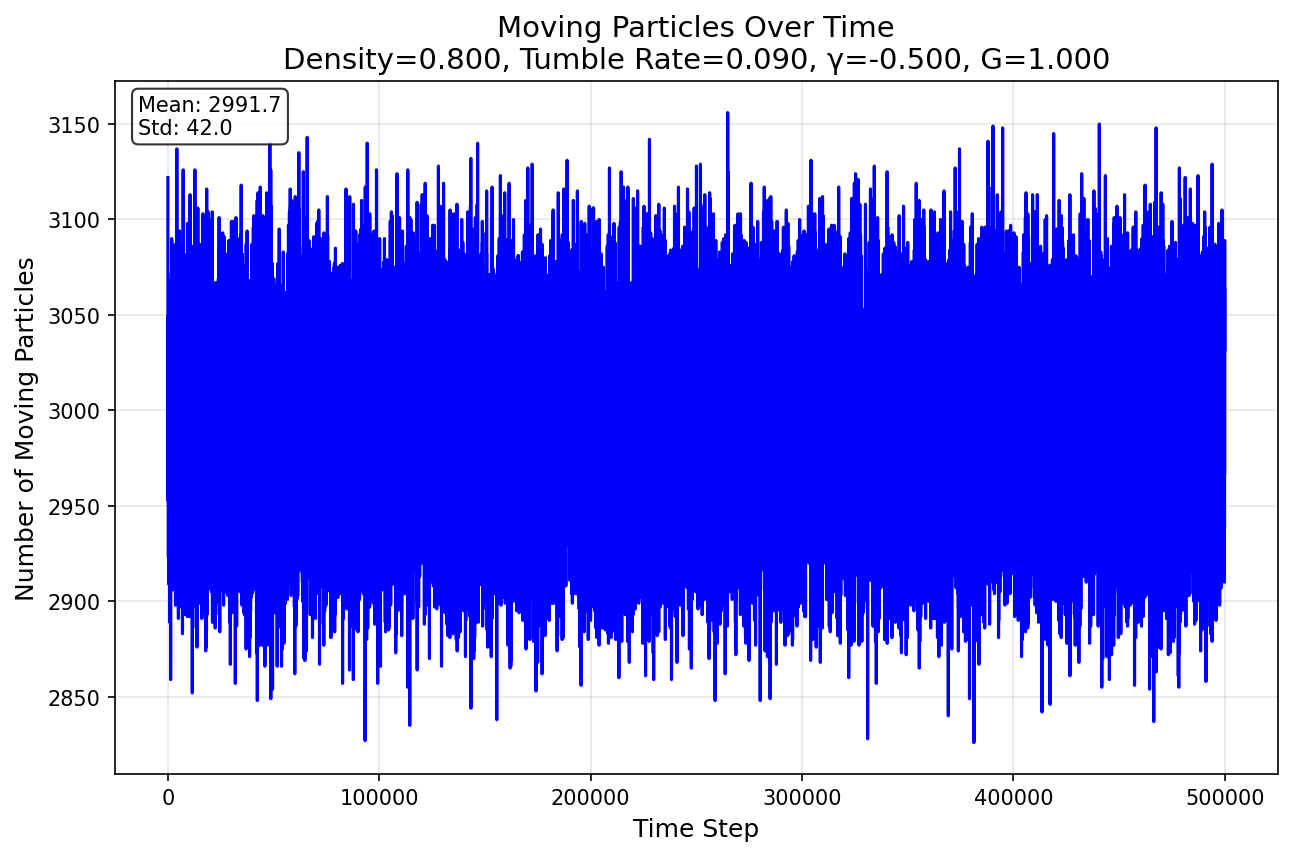 Moving Particles Over Time
Density=0.800, Tumble Rate=0.090, γ=-0.500, G=1.000
Mean: 2991.7
Std: 42.0
Number of Moving Particles
3150
3100
3050
3000
2950
2900
2850
0 100000 200000 300000 400000 500000
Time Step